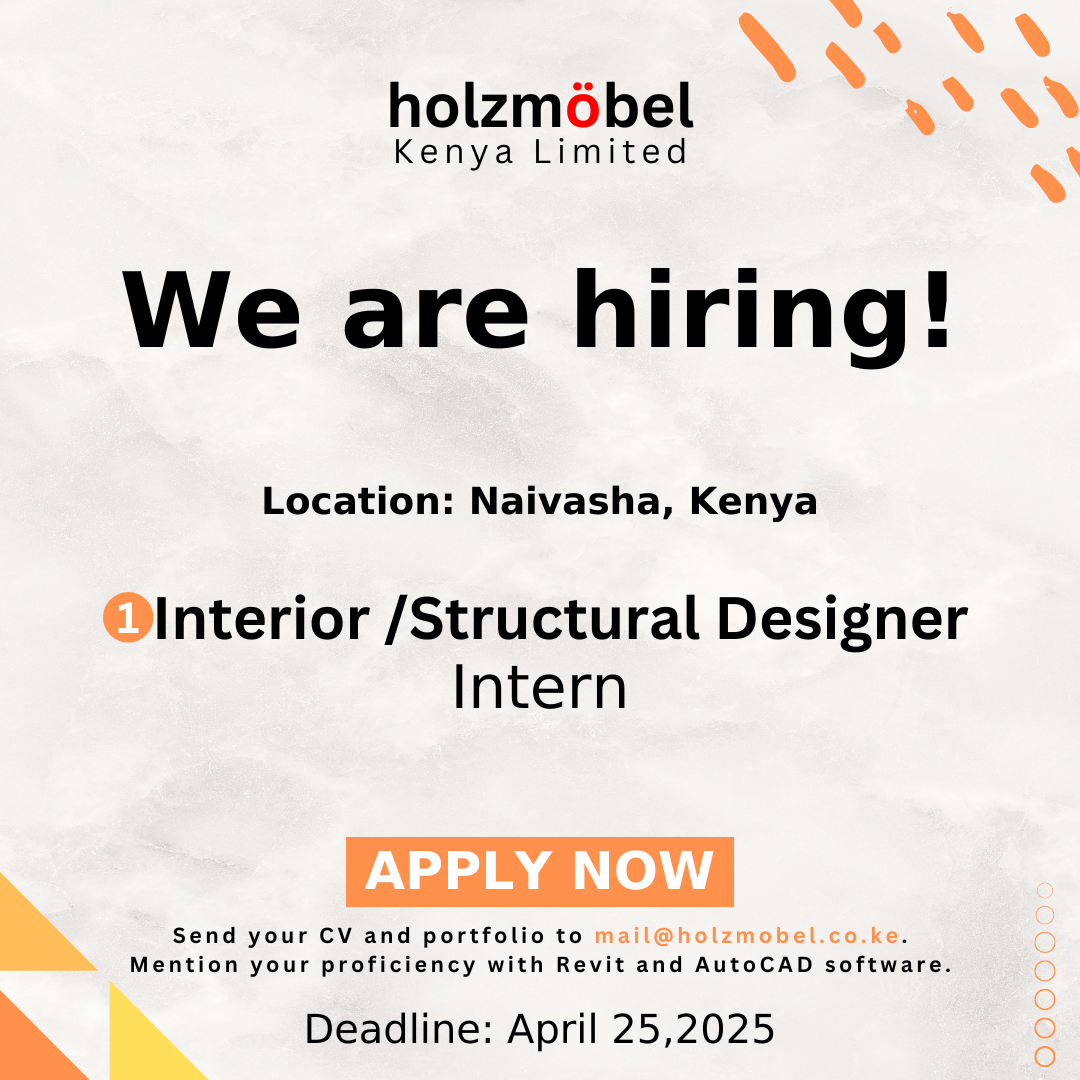 holzmöbel
Kenya Limited
We are hiring!
Location: Naivasha, Kenya
1 Interior /Structural Designer
Intern
APPLY NOW
Send your CV and portfolio to mail@holzmobel.co.ke.
Mention your proficiency with Revit and AutoCAD software.
Deadline: April 25,2025